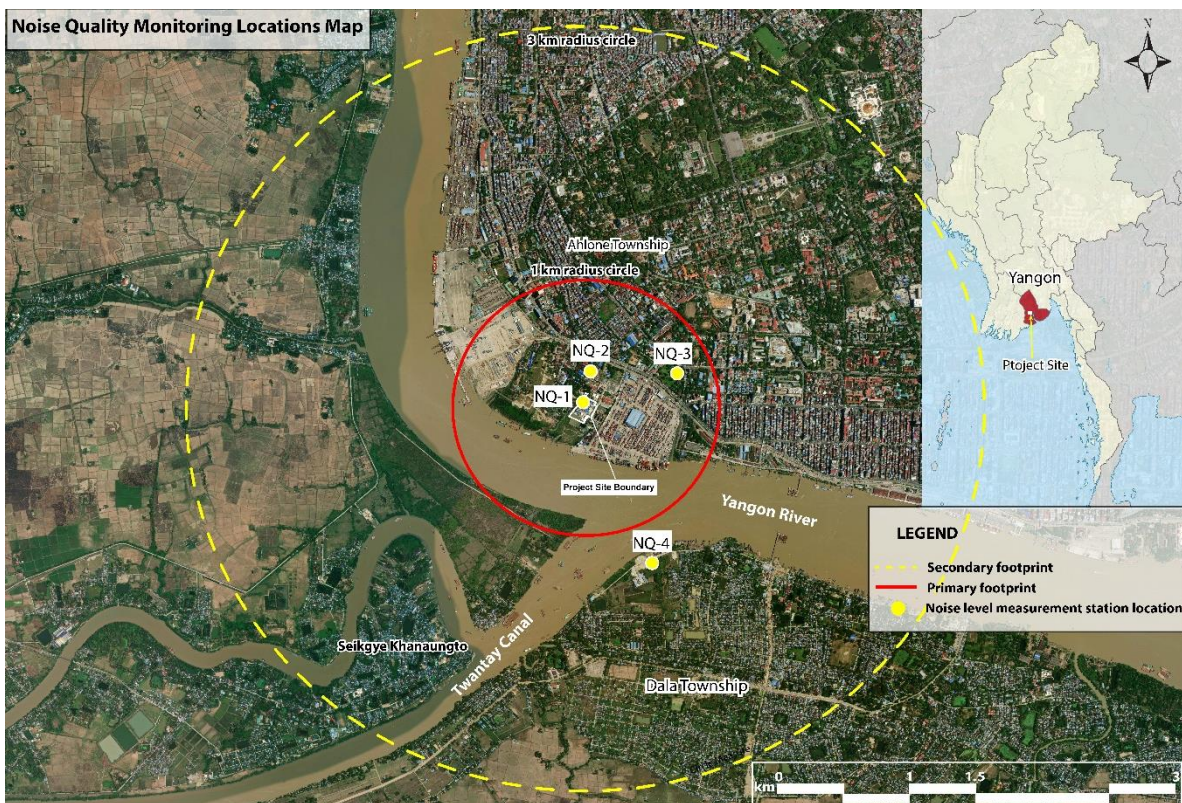 Noise Quality Monitoring Locations Map
3 km radius circle
N
Ahlone Township
1 km radius circle
Yangon
Ptoject Site
NQ-2
NQ-3
NQ-1
Project Site Boundary
Yangon River
NQ-4
LEGEND
Secondary footprint
Primary footprint
Noise level measurement station location
Seikgye Khanaungto
Twantay Canal
Dala Township
0 1 1.5 3
km